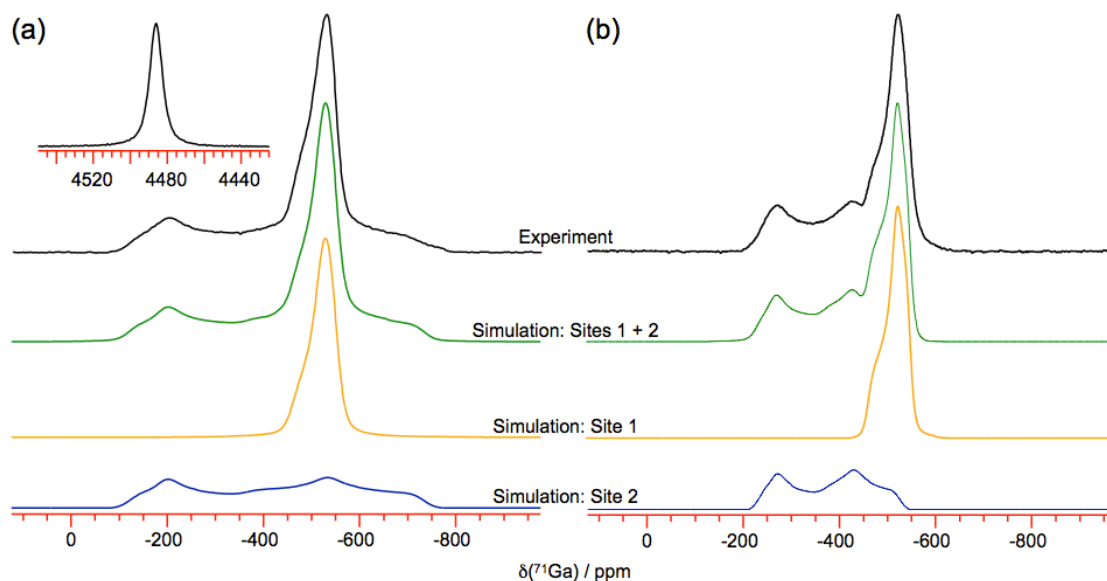 (a)
(b)
4520 4480 4440
Experiment
Simulation: Sites 1 + 2
Simulation: Site 1
Simulation: Site 2
0 -200 -400 -600 -800
0 -200 -400 -600 -800
δ(⁷¹Ga) / ppm